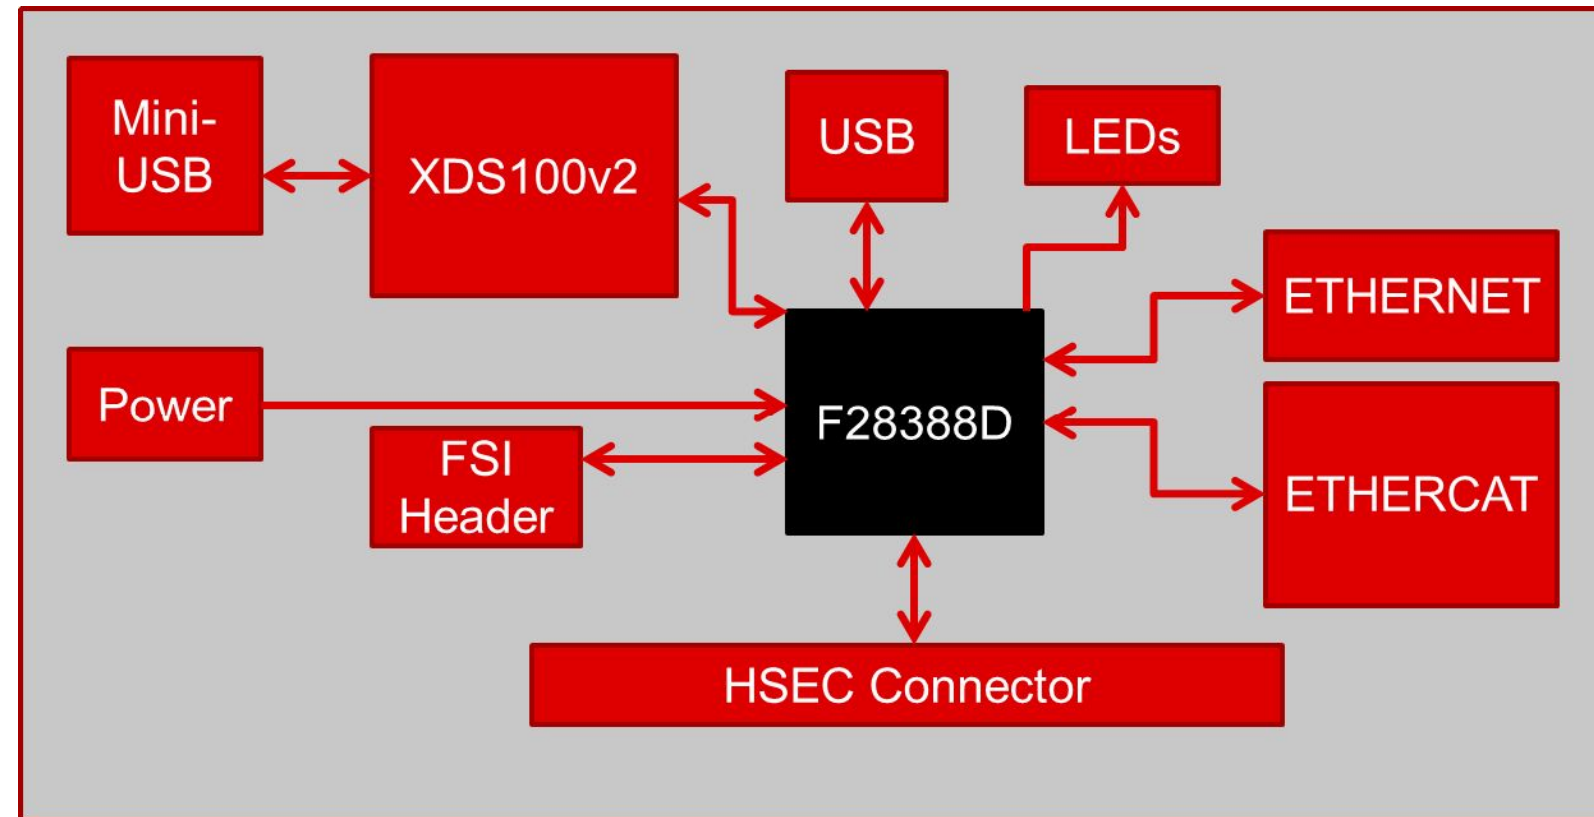 Mini-
USB
XDS100v2
USB
LEDs
ETHERNET
Power
F28388D
FSI
Header
ETHERCAT
HSEC Connector